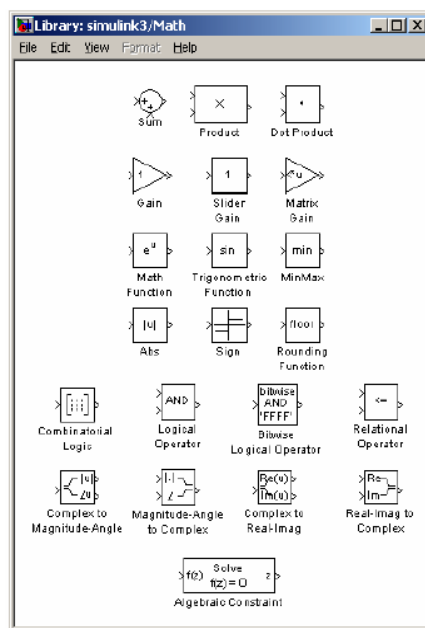 Library: simulink3/Math
File Edit View Format Help
Sum
×
Product
Dot Product
1
Gain
1
Slider
Gain
u
Matrix
Gain
e^u
Math
Function
sin
Trigonometric
Function
min
MinMax
|u|
Abs
Sign
floor
Rounding
Function
Combinatorial
Logic
AND
Logical
Operator
bitwise
AND
'FFFF'
Bitwise
Logical Operator
<=
Relational
Operator
|u|
∠u
Complex to
Magnitude-Angle
|.|
∠
Magnitude-Angle
to Complex
Re(u)
Im(u)
Complex to
Real-Imag
Re
Im
Real-Imag to
Complex
f(z) Solve z
f(z) = 0
Algebraic Constraint